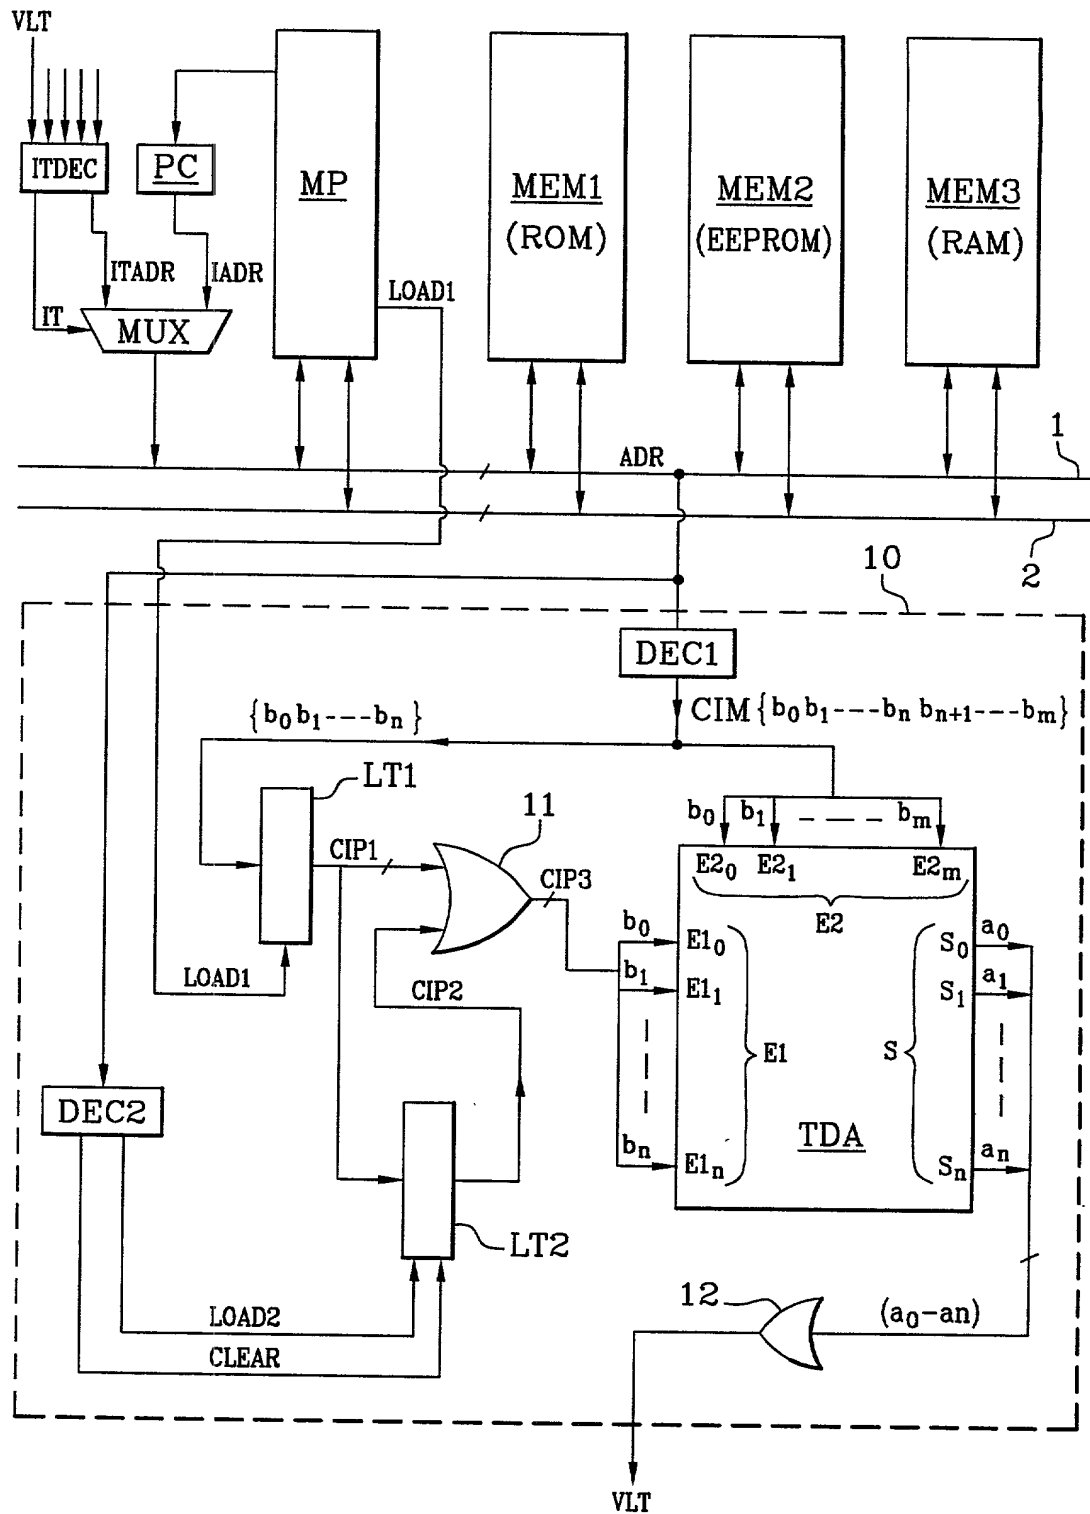 VLT
ITDEC
PC
MP
MEM1
(ROM)
MEM2
(EEPROM)
MEM3
(RAM)
ITADR
IADR
LOAD1
IT
MUX
ADR
1
2
10
DEC1
{b0 b1 ---- bn}
CIM {b0 b1 ---- bn bn+1 ---- bm}
LT1
11
b0
b1
bm
CIP1
CIP3
E20
E21
E2m
E2
b0
E10
S0
a0
b1
E11
S1
a1
LOAD1
CIP2
E1
S
DEC2
TDA
bn
E1n
Sn
an
LT2
12
(a0-an)
LOAD2
CLEAR
VLT